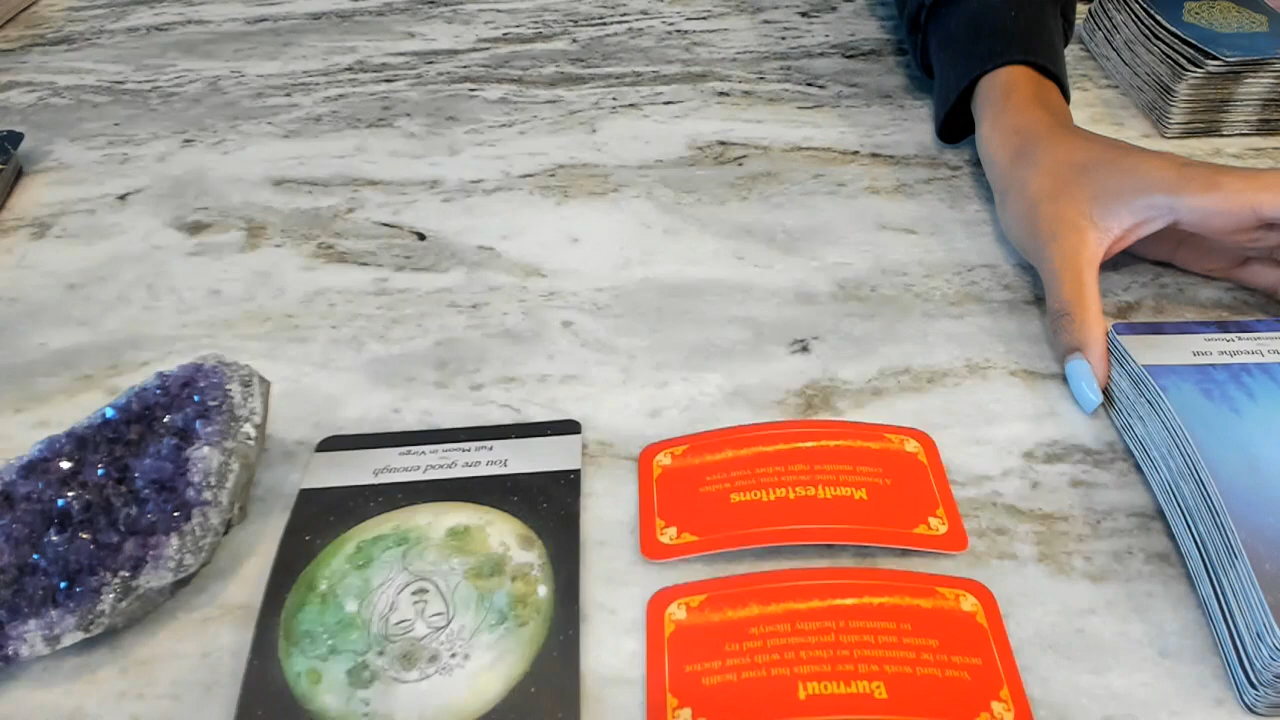 You are good enough
Full Moon in Virgo
Manifestations
A bountiful time awaits you, your wishes
could manifest right before your eyes
Burnout
Your hard work will see results but your health
needs to be maintained so check in with your doctor,
dentist and health professional and try
to maintain a healthy lifestyle
to breathe out
Moon